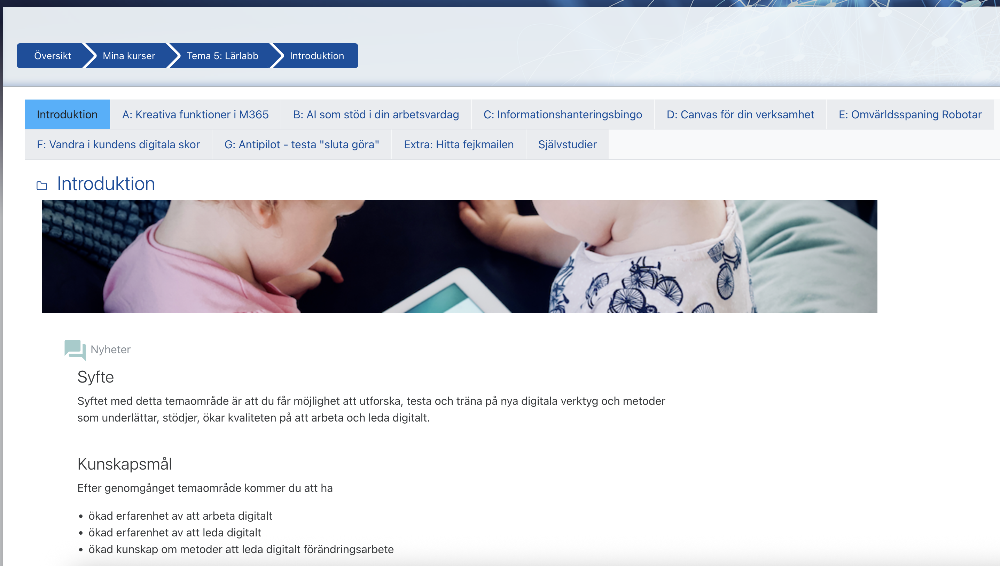 Översikt
Mina kurser
Tema 5: Lärlabb
Introduktion
Introduktion
A: Kreativa funktioner i M365
B: AI som stöd i din arbetsvardag
C: Informationshanteringsbingo
D: Canvas för din verksamhet
E: Omvärldsspaning Robotar
F: Vandra i kundens digitala skor
G: Antipilot - testa "sluta göra"
Extra: Hitta fejkmailen
Självstudier
Introduktion
Nyheter
Syfte
Syftet med detta temaområde är att du får möjlighet att utforska, testa och träna på nya digitala verktyg och metoder
som underlättar, stödjer, ökar kvaliteten på att arbeta och leda digitalt.
Kunskapsmål
Efter genomgånget temaområde kommer du att ha
• ökad erfarenhet av att arbeta digitalt
• ökad erfarenhet av att leda digitalt
• ökad kunskap om metoder att leda digitalt förändringsarbete